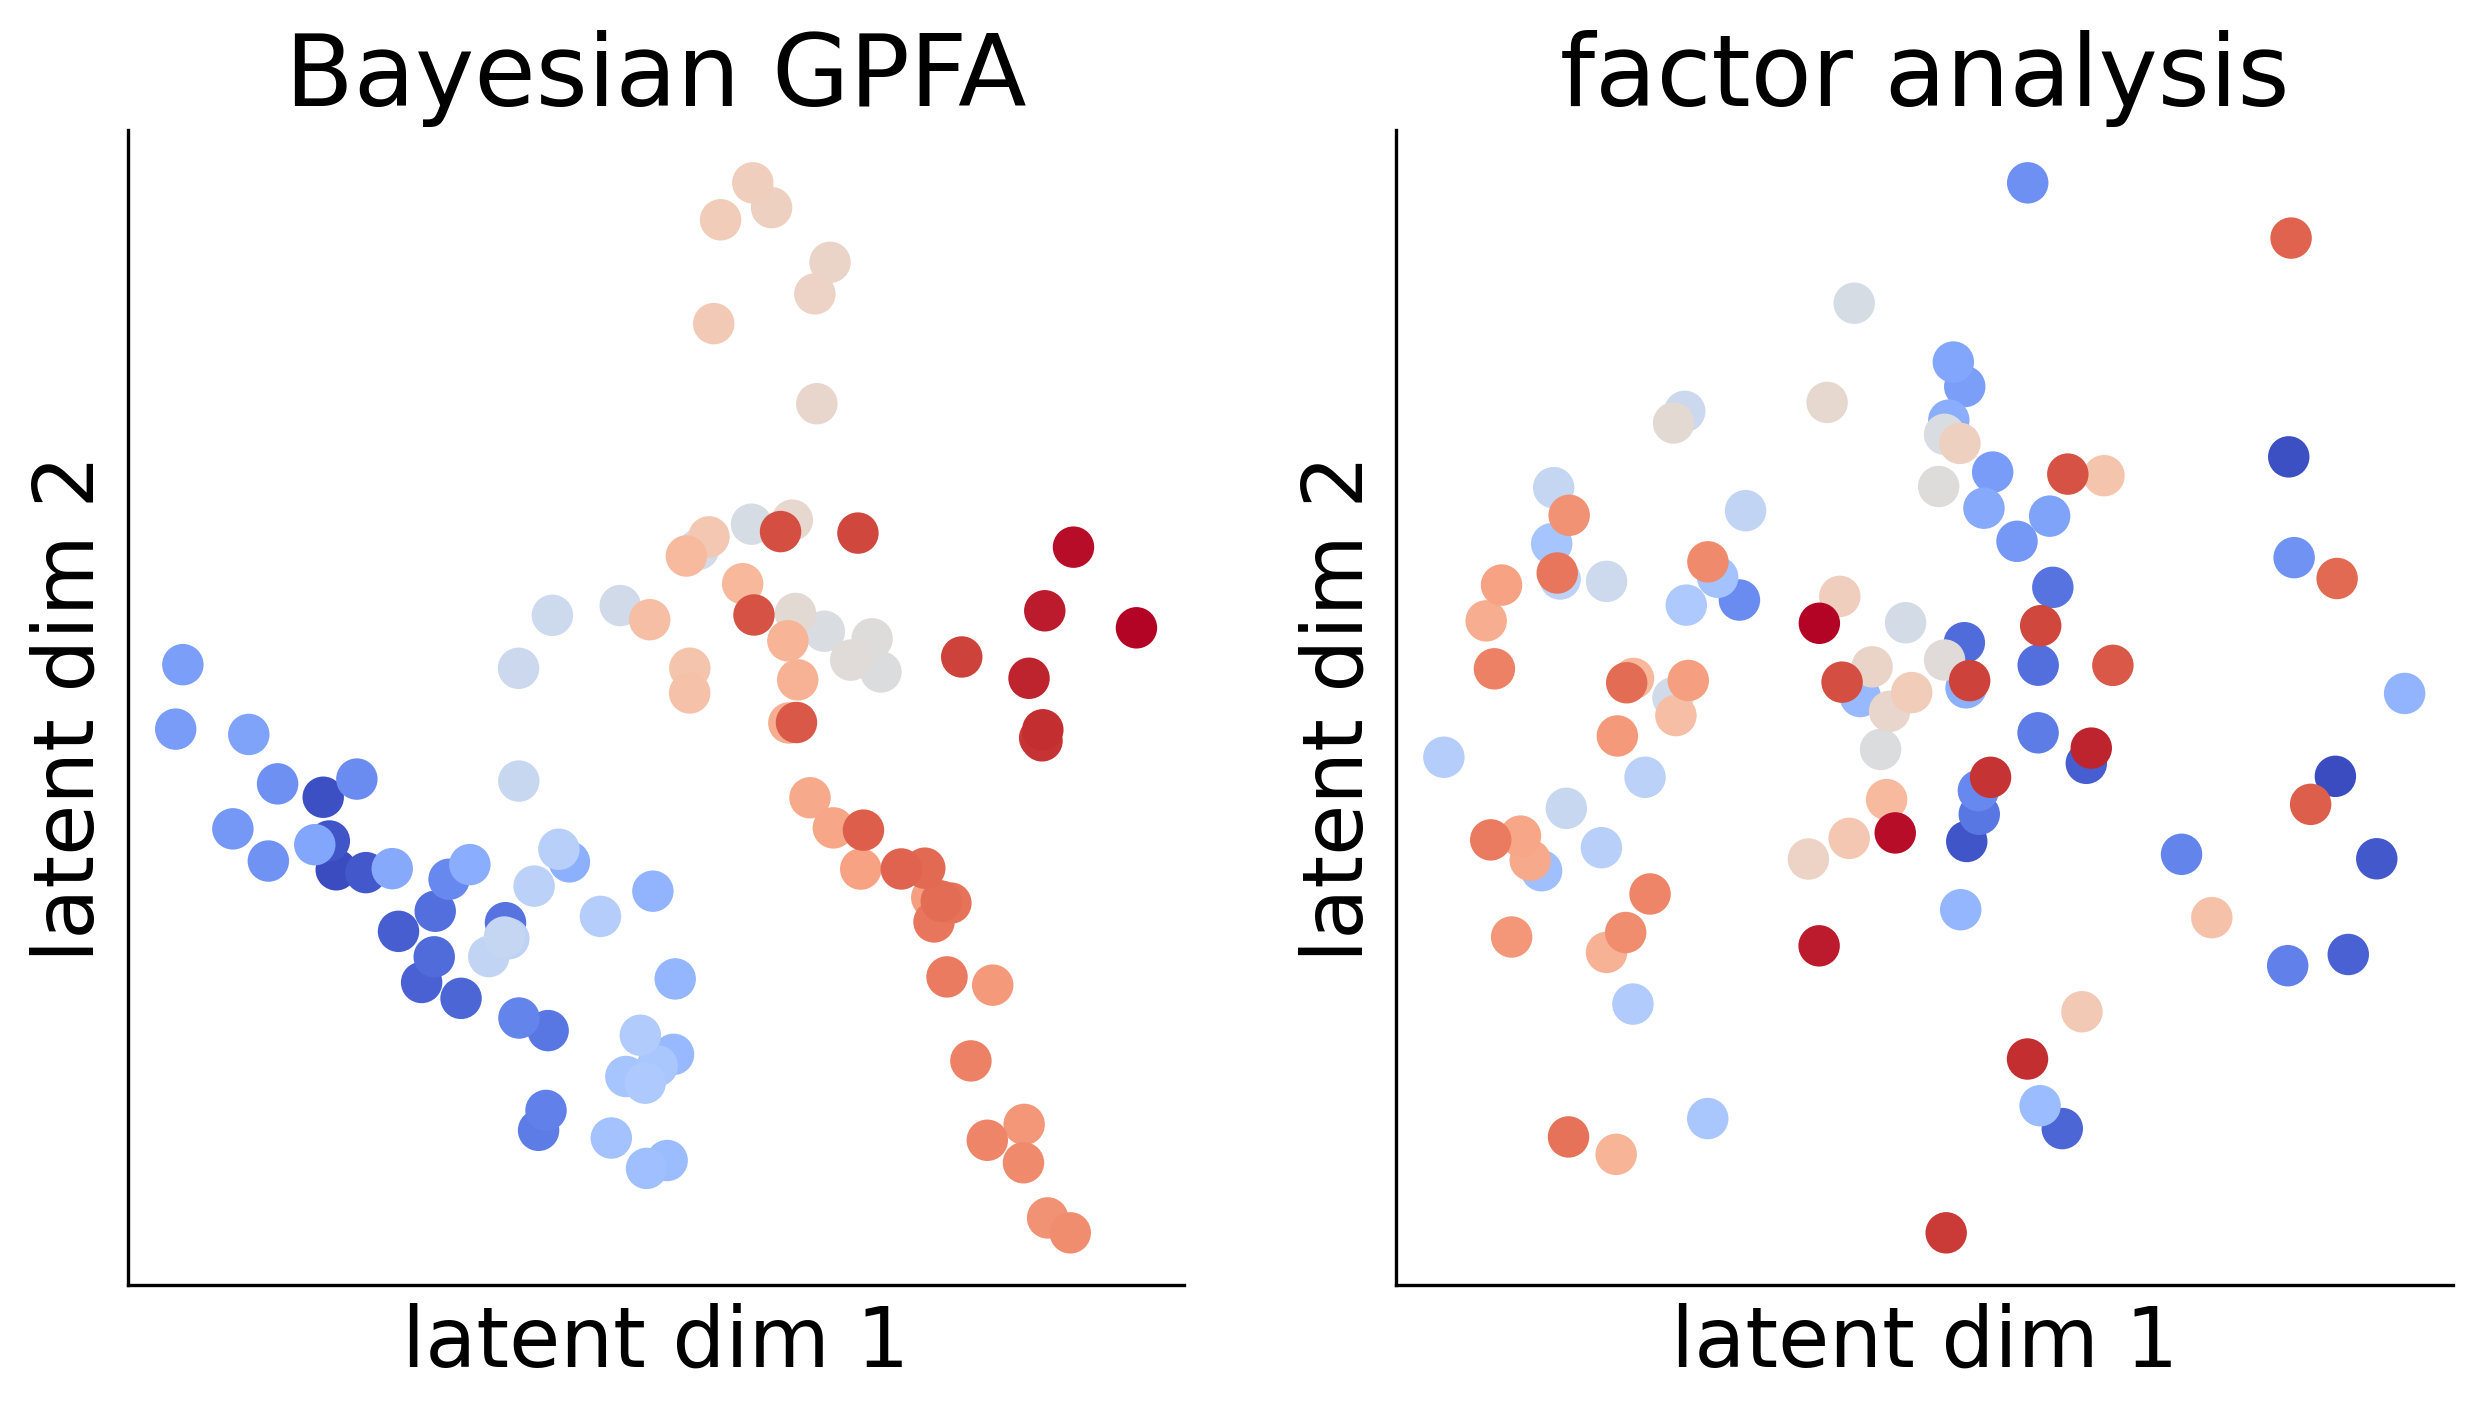 Bayesian GPFA
latent dim 2
latent dim 1
factor analysis
latent dim 2
latent dim 1